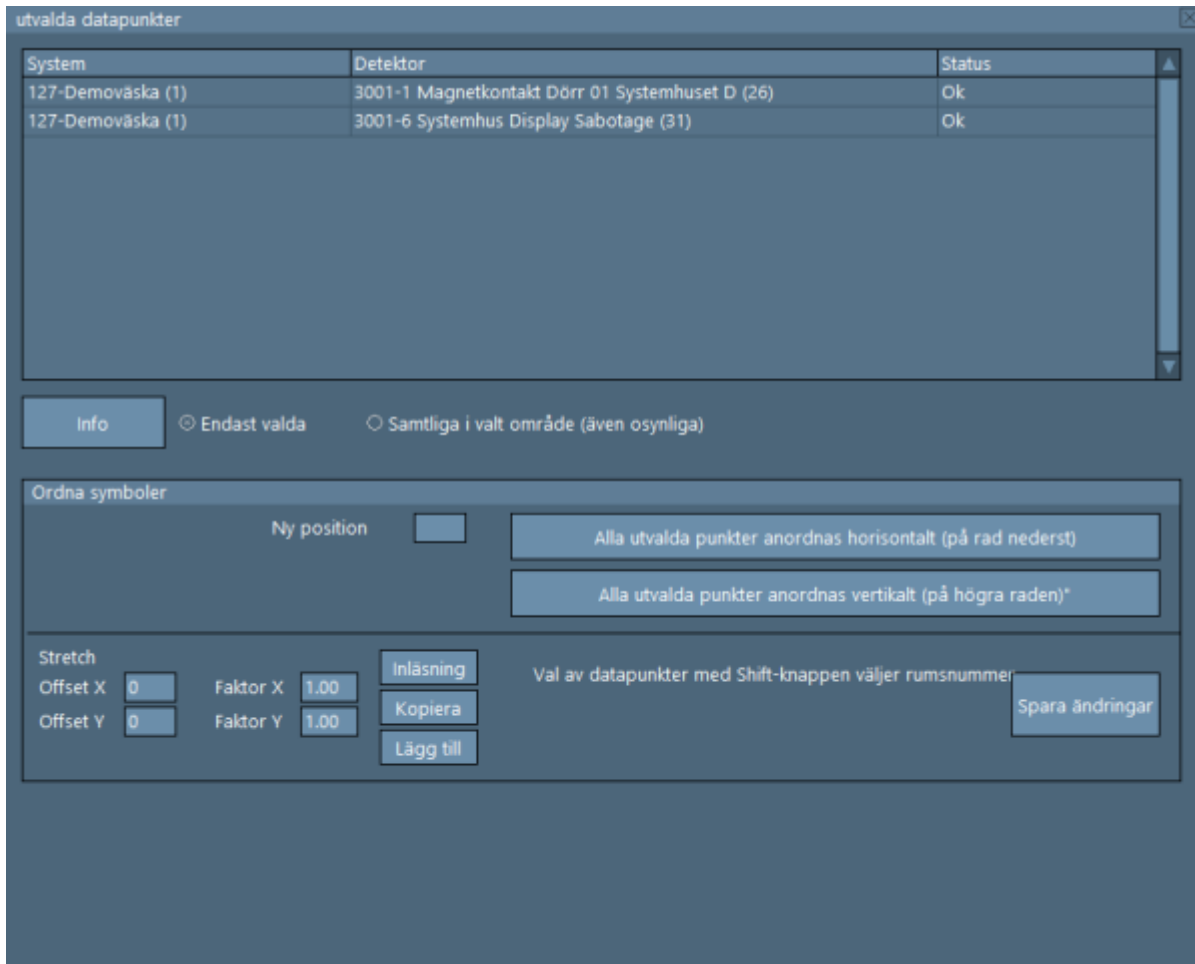 utvalda datapunkter
System Detektor Status
127-Demoväska (1) 3001-1 Magnetkontakt Dörr 01 Systemhuset D (26) Ok
127-Demoväska (1) 3001-6 Systemhus Display Sabotage (31) Ok
Info Endast valda Samtliga i valt område (även osynliga)
Ordna symboler
Ny position
Alla utvalda punkter anordnas horisontalt (på rad nederst)
Alla utvalda punkter anordnas vertikalt (på högra raden)*
Stretch
Offset X 0 Faktor X 1.00
Offset Y 0 Faktor Y 1.00
Inläsning
Kopiera
Lägg till
Val av datapunkter med Shift-knappen väljer rumsnummer
Spara ändringar